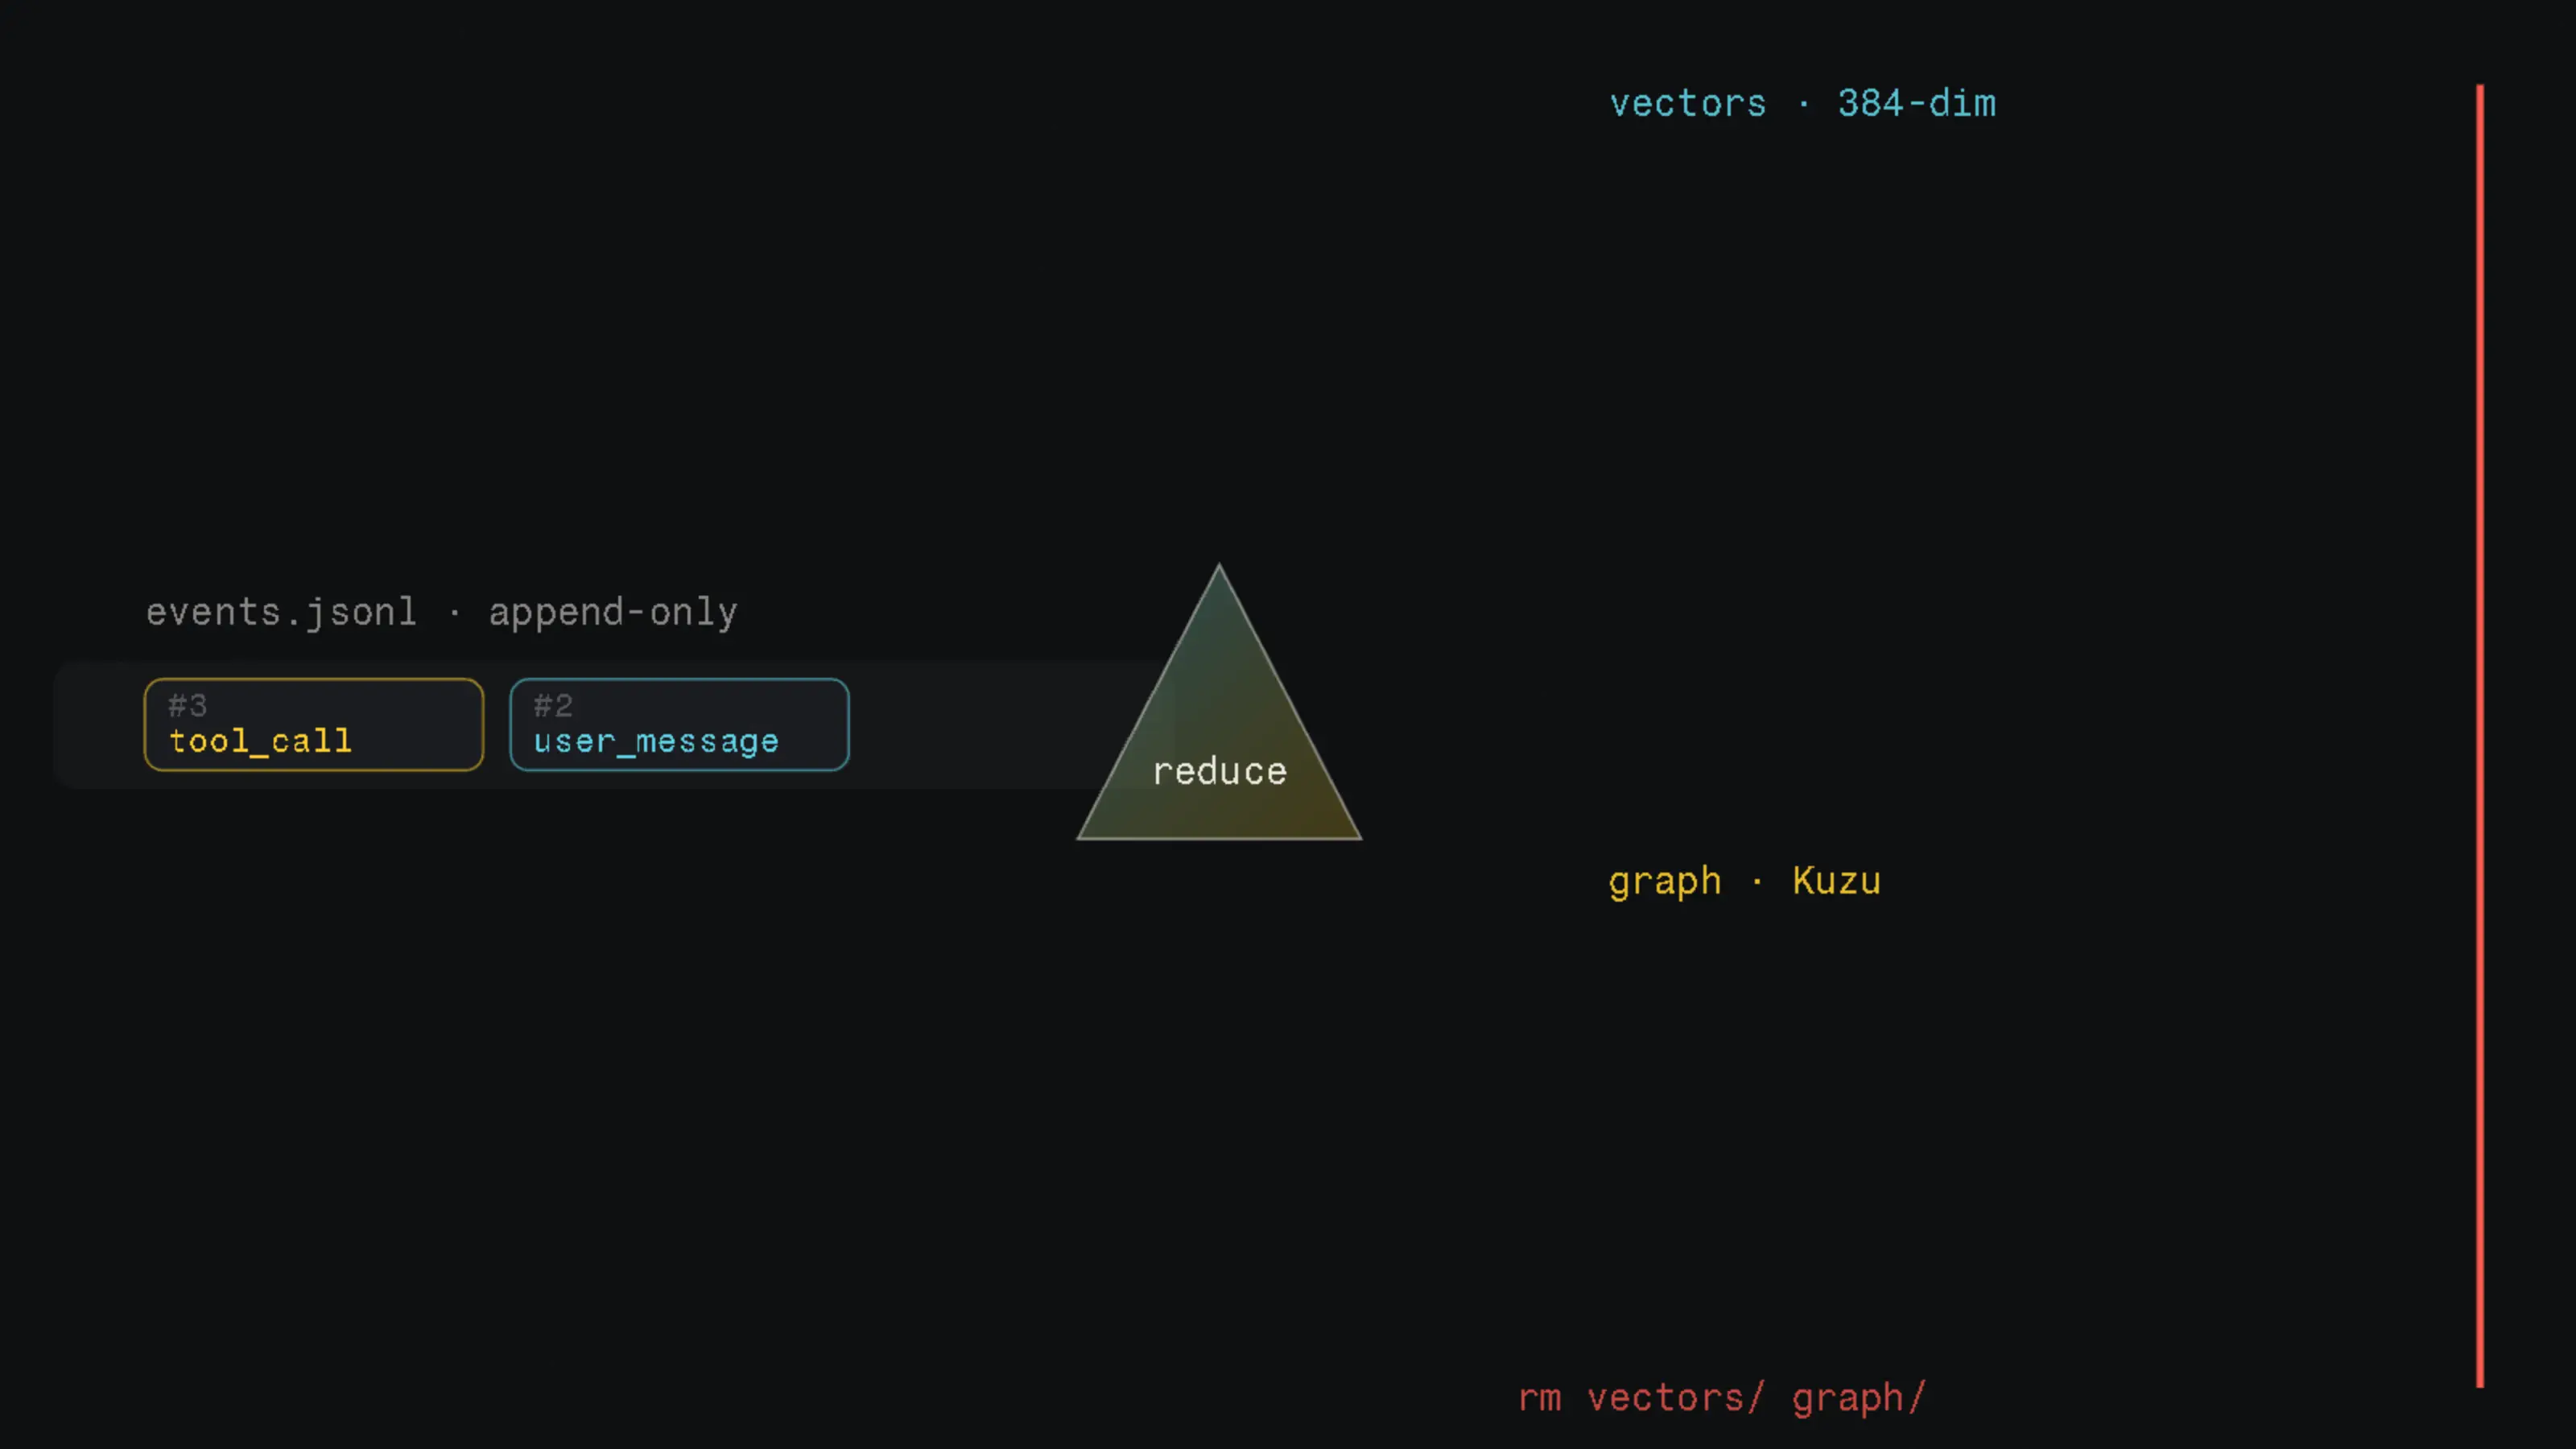 vectors · 384-dim
events.jsonl · append-only
#3
tool_call
#2
user_message
reduce
graph · Kuzu
rm vectors/ graph/